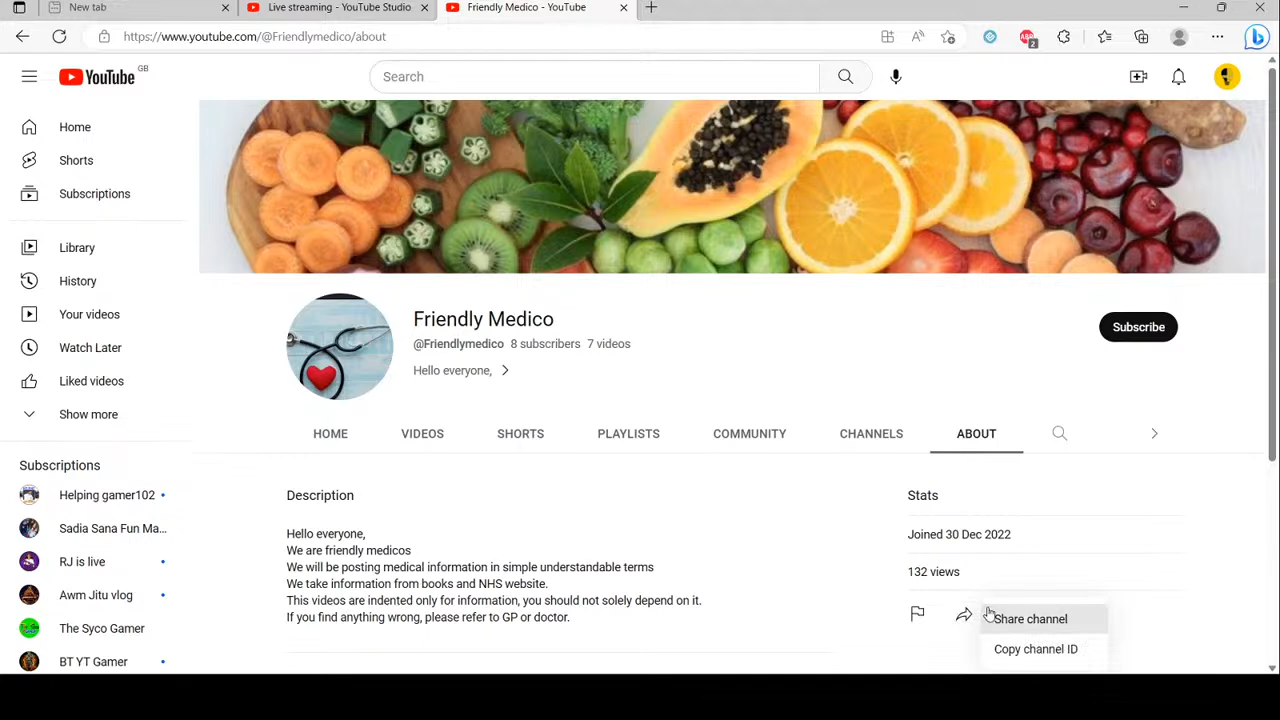 New tab
Live streaming - YouTube Studio
Friendly Medico - YouTube
https://www.youtube.com/@Friendlymedico/about
2
YouTube GB
Search
Home
Shorts
Subscriptions
Library
History
Your videos
Watch Later
Liked videos
Show more
Subscriptions
Helping gamer102
Sadia Sana Fun Ma...
RJ is live
Awm Jitu vlog
The Syco Gamer
BT YT Gamer
Friendly Medico
@Friendlymedico 8 subscribers 7 videos
Hello everyone,
Subscribe
HOME VIDEOS SHORTS PLAYLISTS COMMUNITY CHANNELS ABOUT
Description
Hello everyone,
We are friendly medicos
We will be posting medical information in simple understandable terms
We take information from books and NHS website.
This videos are indented only for information, you should not solely depend on it.
If you find anything wrong, please refer to GP or doctor.
Stats
Joined 30 Dec 2022
132 views
Share channel
Copy channel ID